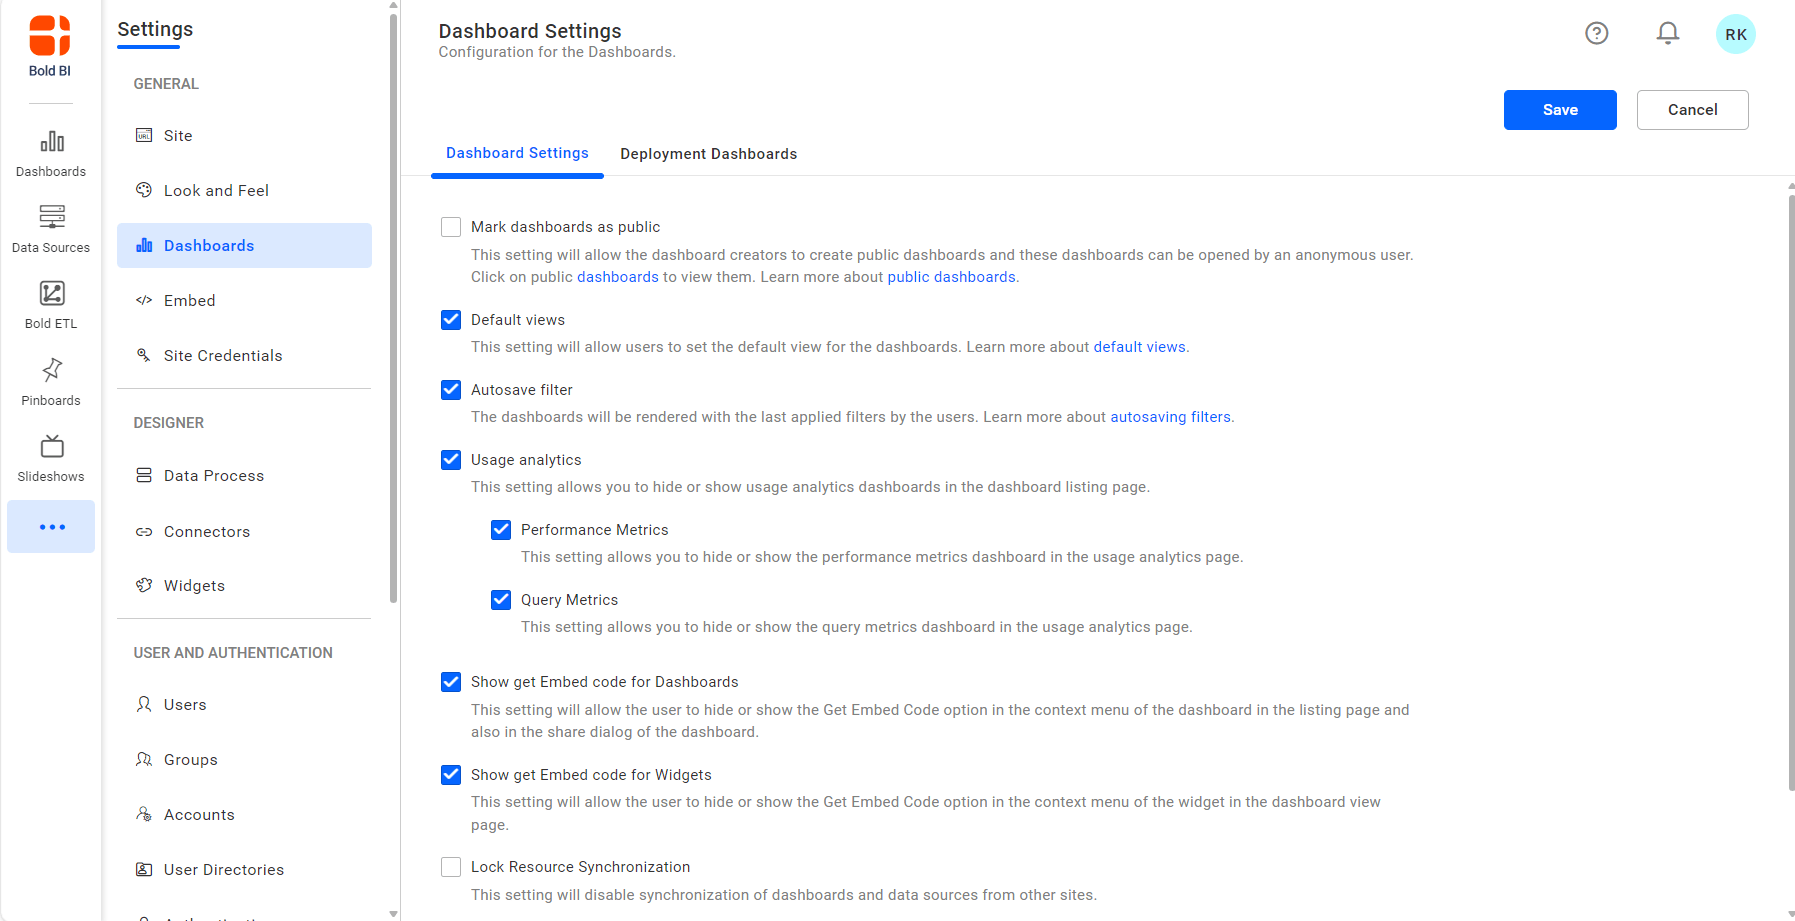 Bold BI
Dashboards
Data Sources
Bold ETL
Pinboards
Slideshows
Settings
GENERAL
URL
Site
Look and Feel
Dashboards
Embed
Site Credentials
DESIGNER
Data Process
Connectors
Widgets
USER AND AUTHENTICATION
Users
Groups
Accounts
User Directories
Dashboard Settings
Configuration for the Dashboards.
RK
Save
Cancel
Dashboard Settings
Deployment Dashboards
Mark dashboards as public
This setting will allow the dashboard creators to create public dashboards and these dashboards can be opened by an anonymous user.
Click on public dashboards to view them. Learn more about public dashboards.
Default views
This setting will allow users to set the default view for the dashboards. Learn more about default views.
Autosave filter
The dashboards will be rendered with the last applied filters by the users. Learn more about autosaving filters.
Usage analytics
This setting allows you to hide or show usage analytics dashboards in the dashboard listing page.
Performance Metrics
This setting allows you to hide or show the performance metrics dashboard in the usage analytics page.
Query Metrics
This setting allows you to hide or show the query metrics dashboard in the usage analytics page.
Show get Embed code for Dashboards
This setting will allow the user to hide or show the Get Embed Code option in the context menu of the dashboard in the listing page and
also in the share dialog of the dashboard.
Show get Embed code for Widgets
This setting will allow the user to hide or show the Get Embed Code option in the context menu of the widget in the dashboard view
page.
Lock Resource Synchronization
This setting will disable synchronization of dashboards and data sources from other sites.